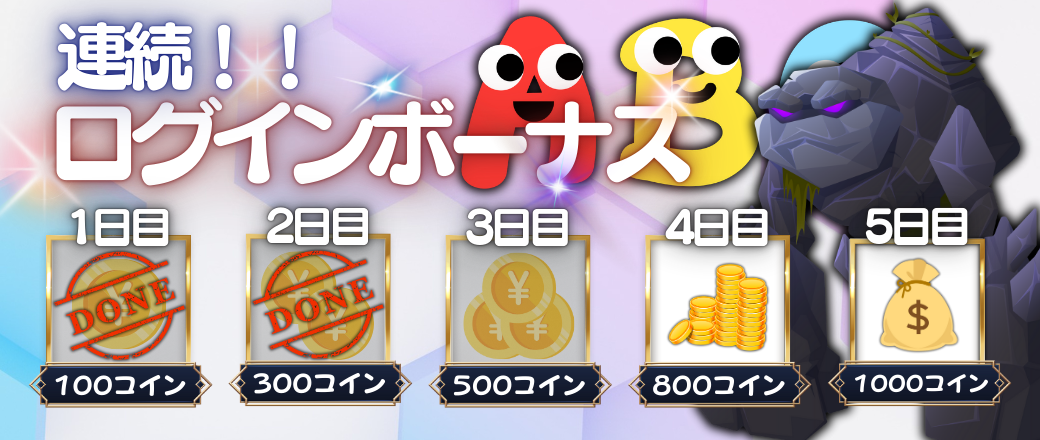 連続！！
ログインボーナス
A B
1日目 2日目 3日目 4日目 5日目
DONE DONE
¥ ¥ ¥ ¥ $
100コイン 300コイン 500コイン 800コイン 1000コイン